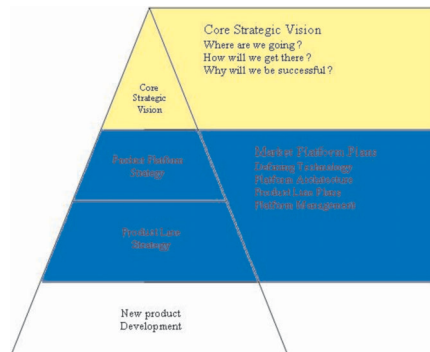 Core Strategic Vision
Where are we going ?
How will we get there ?
Why will we be successful ?
Core
Strategic
Vision
Market Platform Plans
Defining Technology
Platform Architecture
Product Line Plans
Platform Management
Platform
Strategy
Product Line
Strategy
New product
Development